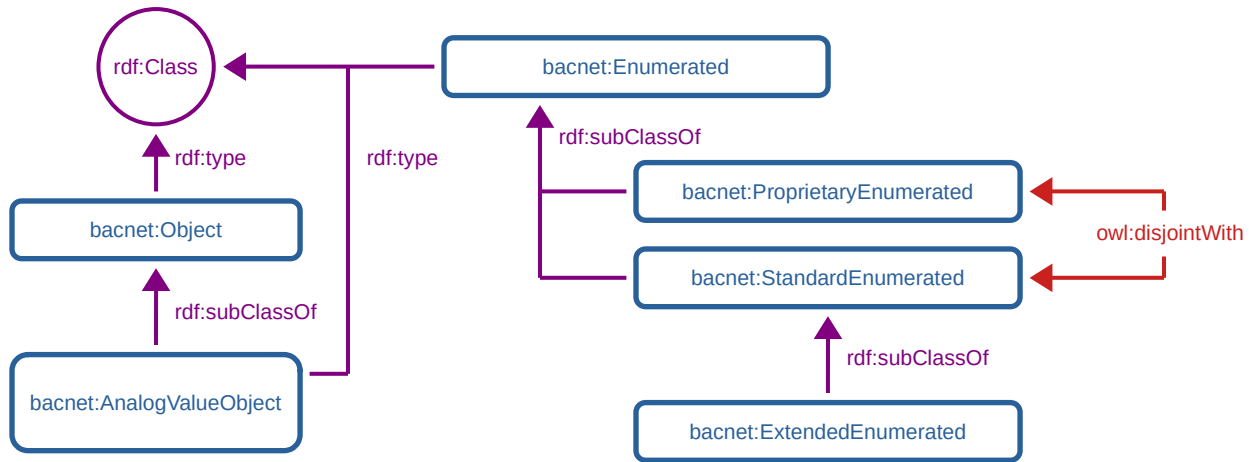 rdf:Class
bacnet:Enumerated
rdf:subClassOf
rdf:type
rdf:type
bacnet:ProprietaryEnumerated
bacnet:Object
owl:disjointWith
bacnet:StandardEnumerated
rdf:subClassOf
rdf:subClassOf
bacnet:AnalogValueObject
bacnet:ExtendedEnumerated